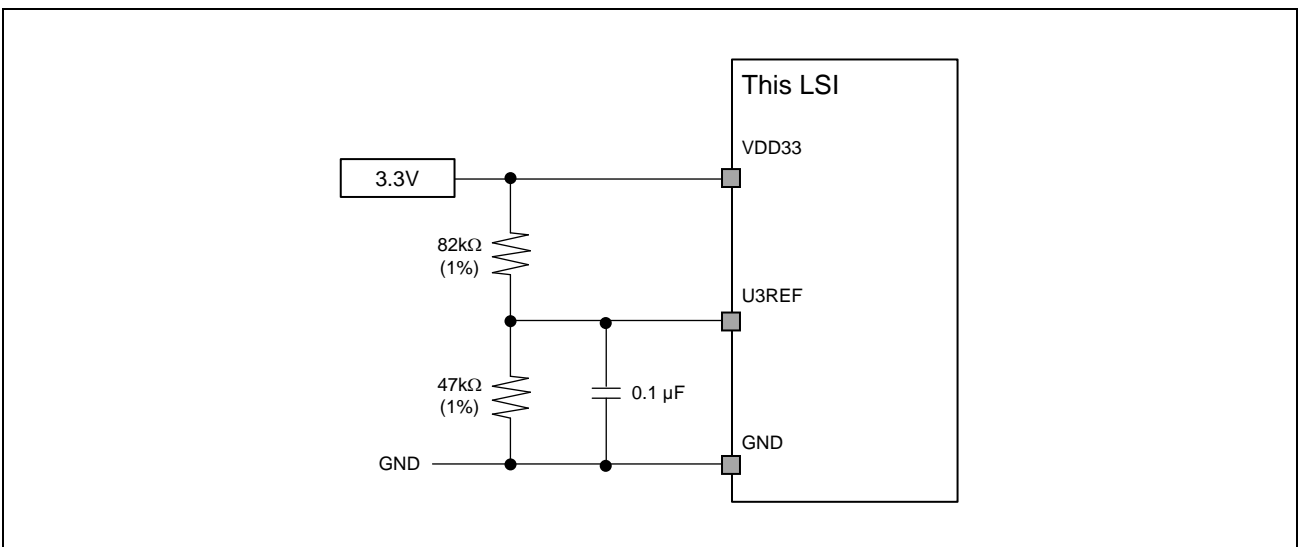 This LSI
VDD33
3.3V
82kΩ
(1%)
U3REF
47kΩ
(1%)
0.1 µF
GND
GND